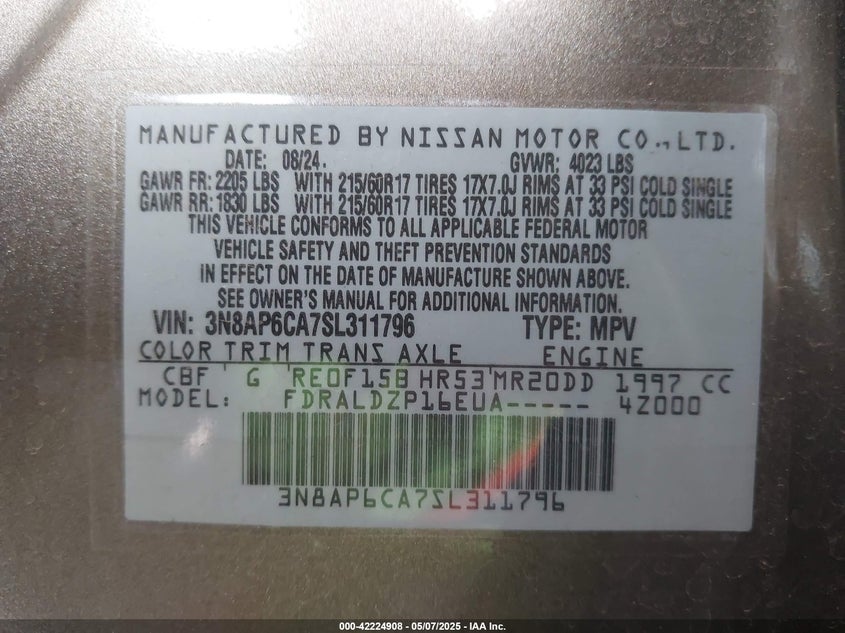 MANUFACTURED BY NISSAN MOTOR CO., LTD.
DATE: 08/24. GVWR: 4023 LBS
GAWR FR: 2205 LBS WITH 215/60R17 TIRES 17X7.0J RIMS AT 33 PSI COLD SINGLE
GAWR RR: 1830 LBS WITH 215/60R17 TIRES 17X7.0J RIMS AT 33 PSI COLD SINGLE
THIS VEHICLE CONFORMS TO ALL APPLICABLE FEDERAL MOTOR
VEHICLE SAFETY AND THEFT PREVENTION STANDARDS
IN EFFECT ON THE DATE OF MANUFACTURE SHOWN ABOVE.
SEE OWNER'S MANUAL FOR ADDITIONAL INFORMATION.
VIN: 3N8AP6CA7SL311796 TYPE: MPV
COLOR TRIM TRANS AXLE ENGINE
CBF G RE0F15B HR53 MR20DD 1997 CC
MODEL: FDRALDZP16EUA----- 4Z000
3N8AP6CA7SL311796
000-42224908 - 05/07/2025 - IAA Inc.